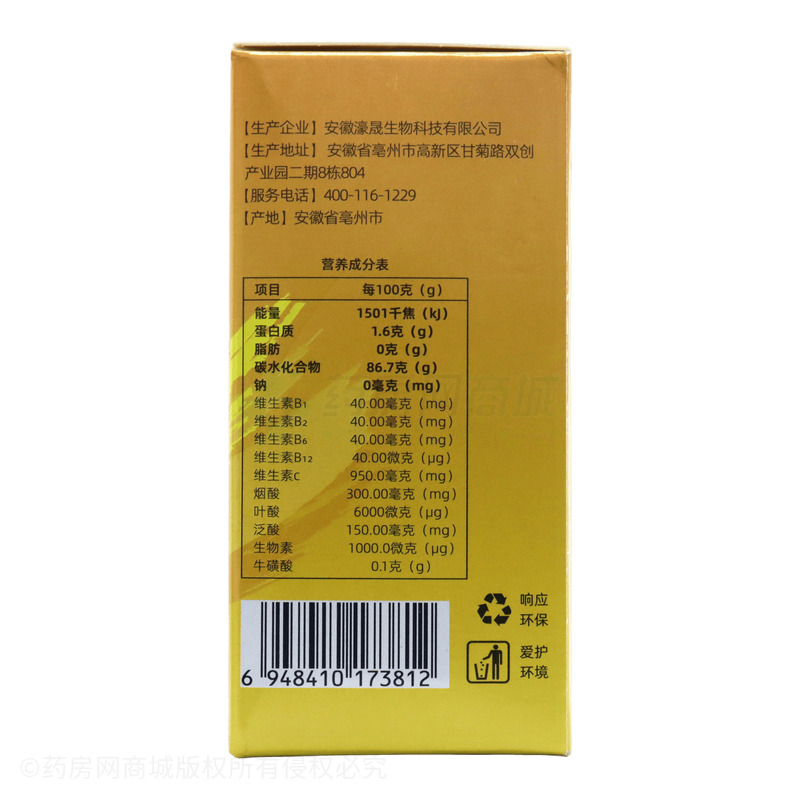 【生产企业】安徽濠晟生物科技有限公司
【生产地址】 安徽省亳州市高新区甘菊路双创
产业园二期8栋804
【服务电话】400-116-1229
【产地】安徽省亳州市
营养成分表
项目 每100克（g）
能量 1501千焦（kJ）
蛋白质 1.6克（g）
脂肪 0克（g）
碳水化合物 86.7克（g）
钠 0毫克（mg）
维生素B₁ 40.00毫克（mg）
维生素B₂ 40.00毫克（mg）
维生素B₆ 40.00毫克（mg）
维生素B₁₂ 40.00微克（µg）
维生素C 950.0毫克（mg）
烟酸 300.00毫克（mg）
叶酸 6000微克（µg）
泛酸 150.00毫克（mg）
生物素 1000.0微克（µg）
牛磺酸 0.1克（g）
药房网商城
响应
环保
爱护
环境
6 948410 173812
©药房网商城版权所有侵权必究